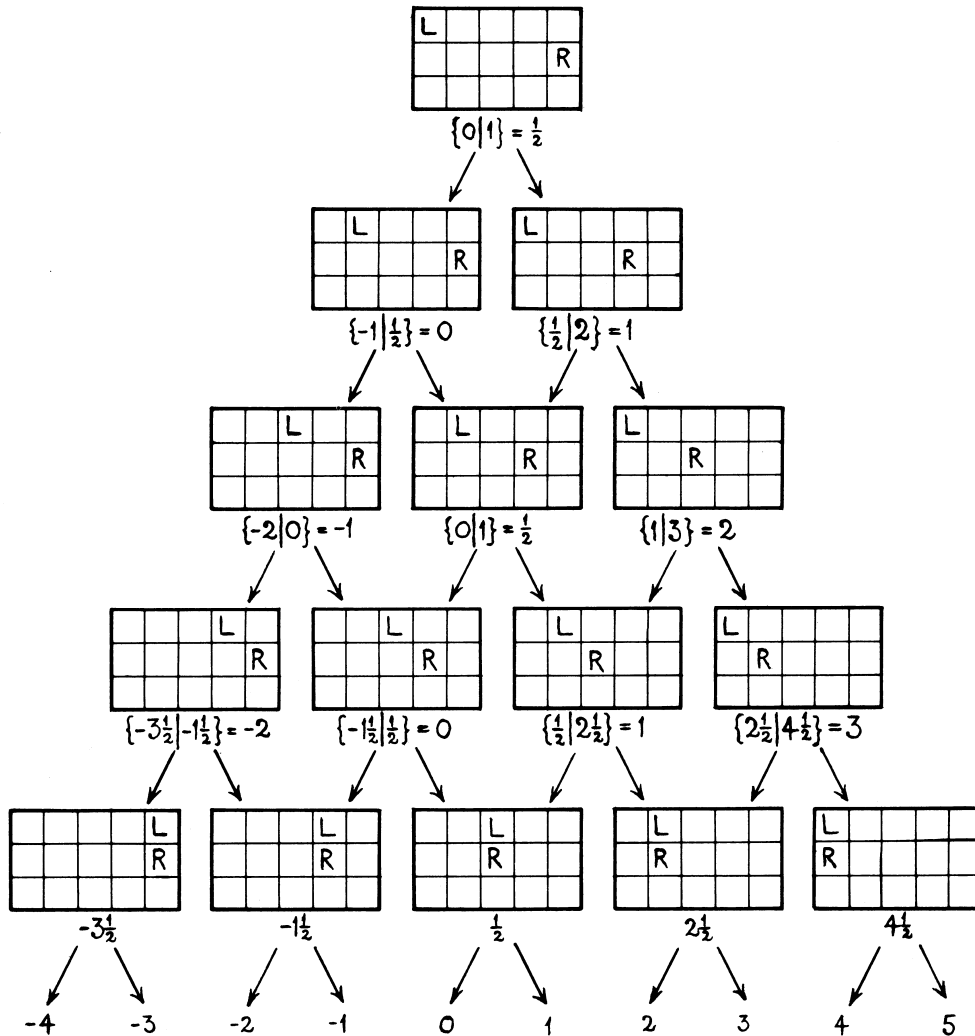 L
R
{0|1} = ½
L L
R R
{-1|½} = 0 {½|2} = 1
L L L
R R R
{-2|0} = -1 {0|1} = ½ {1|3} = 2
L L L L
R R R R
{-3½|-1½} = -2 {-1½|½} = 0 {½|2½} = 1 {2½|4½} = 3
L L L L L
R R R R R
-3½ -1½ ½ 2½ 4½
-4 -3 -2 -1 0 1 2 3 4 5